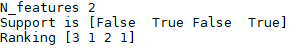 N_features 2
Support is [False  True False  True]
Ranking [3 1 2 1]